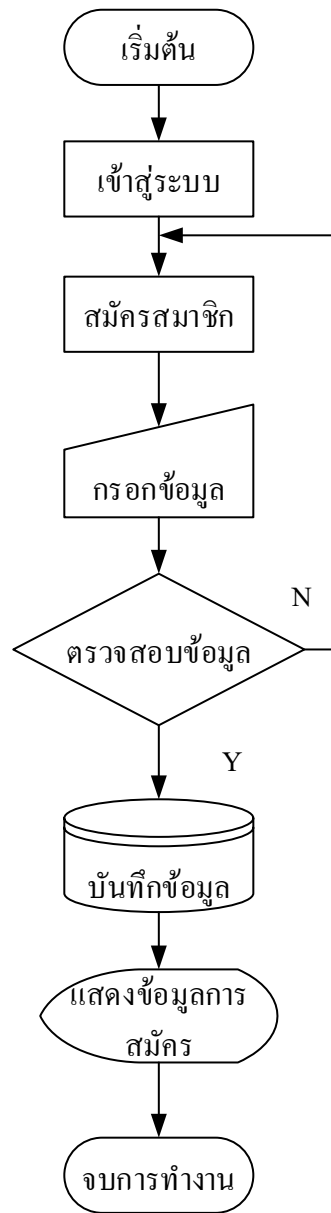 เริ่มต้น
เข้าสู่ระบบ
สมัครสมาชิก
กรอกข้อมูล
N
ตรวจสอบข้อมูล
Y
บันทึกข้อมูล
แสดงข้อมูลการ
สมัคร
จบการทำงาน